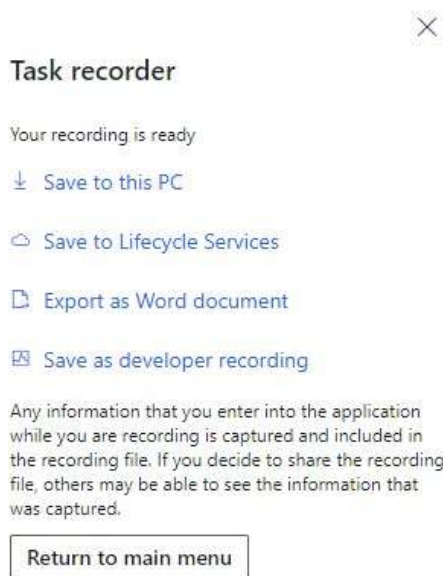 Task recorder
Your recording is ready
Save to this PC
Save to Lifecycle Services
Export as Word document
Save as developer recording
Any information that you enter into the application
while you are recording is captured and included in
the recording file. If you decide to share the recording
file, others may be able to see the information that
was captured.
Return to main menu